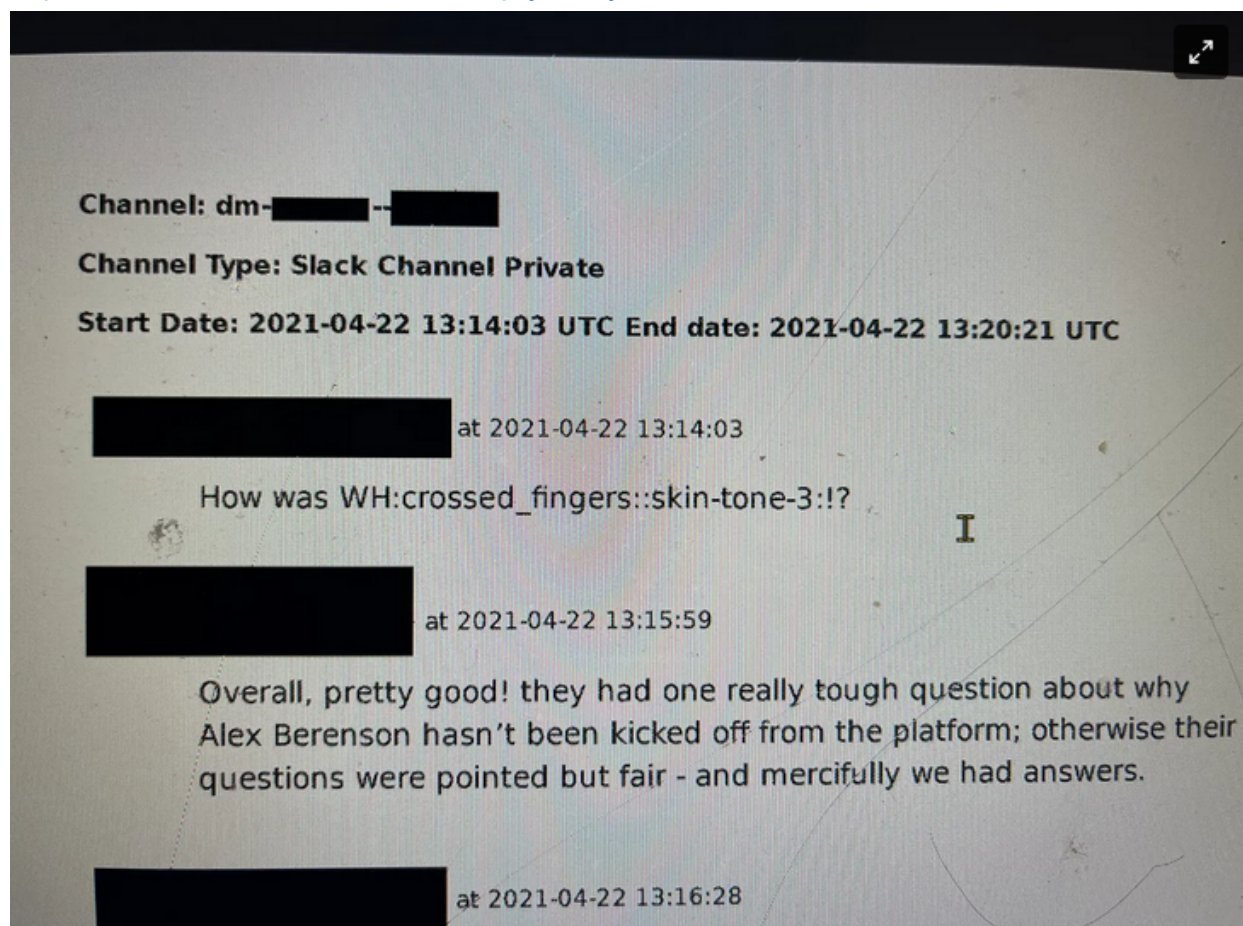 Channel: dm- --
Channel Type: Slack Channel Private
Start Date: 2021-04-22 13:14:03 UTC End date: 2021-04-22 13:20:21 UTC
at 2021-04-22 13:14:03
How was WH:crossed_fingers::skin-tone-3:!?
at 2021-04-22 13:15:59
Overall, pretty good! they had one really tough question about why
Alex Berenson hasn’t been kicked off from the platform; otherwise their
questions were pointed but fair - and mercifully we had answers.
at 2021-04-22 13:16:28